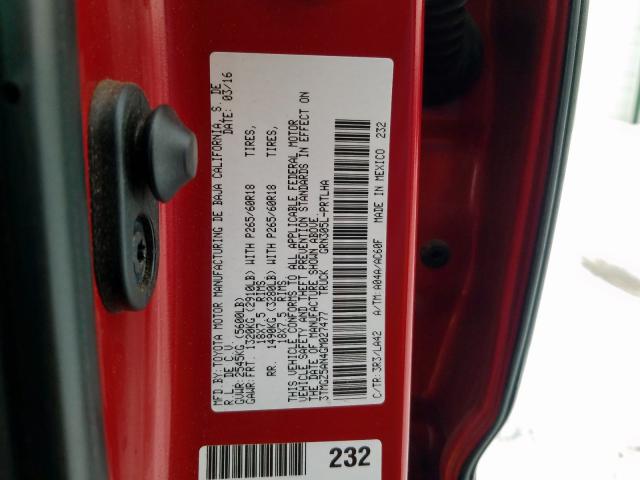 MFD BY:TOYOTA MOTOR MANUFACTURING DE BAJA CALIFORNIA, S. DE
R.L. DE C.V. DATE: 03/16
GVWR:2545KG (5600LB)
GAWR:FRT. 1320KG (2910LB) WITH P265/60R18 TIRES,
18X7.5 RIMS
RR. 1490KG (3280LB) WITH P265/60R18 TIRES,
18X7.5 RIMS
THIS VEHICLE CONFORMS TO ALL APPLICABLE FEDERAL MOTOR
VEHICLE SAFETY AND THEFT PREVENTION STANDARDS IN EFFECT ON
THE DATE OF MANUFACTURE SHOWN ABOVE.
3TMGZ5AN4GM027477 TRUCK GRN305L-PRTLHA
C/TR:3R3/LA42 A/TM A04A/AC60F MADE IN MEXICO 232
232